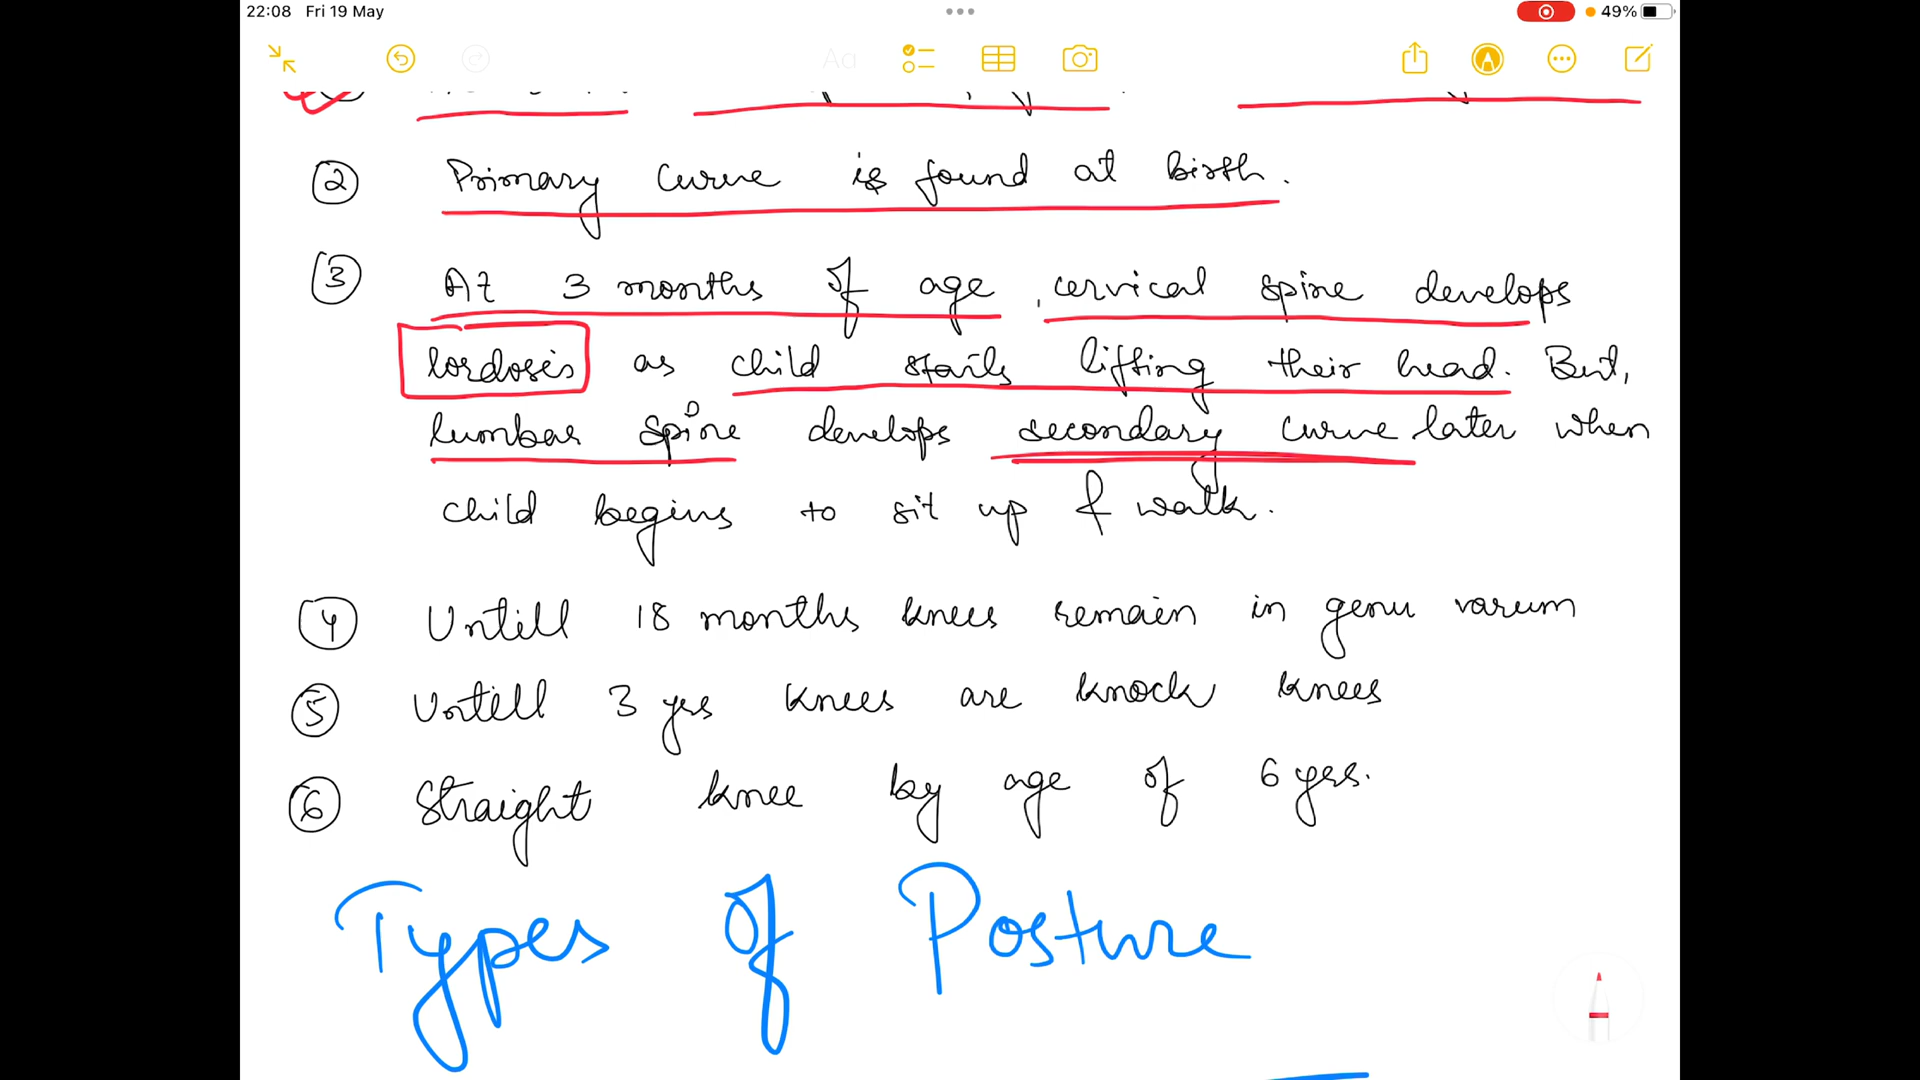 22:08 Fri 19 May
49%
Aa
② Primary curve is found at birth.
③ At 3 months of age, cervical spine develops
lordosis as child starts lifting their head. But,
lumbar spine develops secondary curve later when
child begins to sit up & walk.
④ Untill 18 months knees remain in genu varum
⑤ Untill 3 yrs knees are knock knees
⑥ Straight knee by age of 6 yrs.
Types of Posture